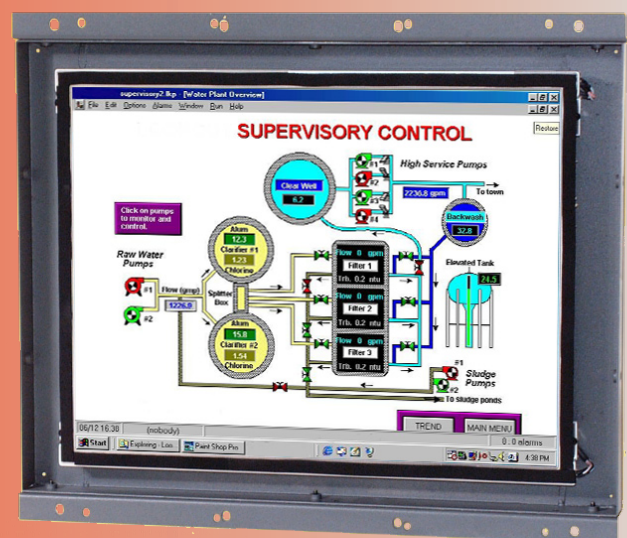 supervisory2.lkp - [Water Plant Overview]
File Edit Options Alarms Window Run Help
Restore
SUPERVISORY CONTROL
High Service Pumps
#1
#2
#3
#4
Clear Well
6.2
2236.8 gpm
To town
Backwash
32.8
Click on pumps
to monitor and
control.
Alum
12.3
Clarifier #1
1.23
Chlorine
Raw Water
Pumps
#1
#2
Flow (gmp)
1226.0
Splitter
Box
Flow 0 gpm
Filter 1
Trb. 0.2 ntu
Flow 0 gpm
Filter 2
Trb. 0.2 ntu
Flow 0 gpm
Filter 3
Trb. 0.2 ntu
Elevated Tank
24.5
Alum
15.8
Clarifier #2
1.54
Chlorine
#1
#2
Sludge
Pumps
To sludge ponds
TREND
MAIN MENU
06/12 16:30
(nobody)
0 : 0 alarms
Start
Exploring - Loo
Paint Shop Pro
4:38 PM